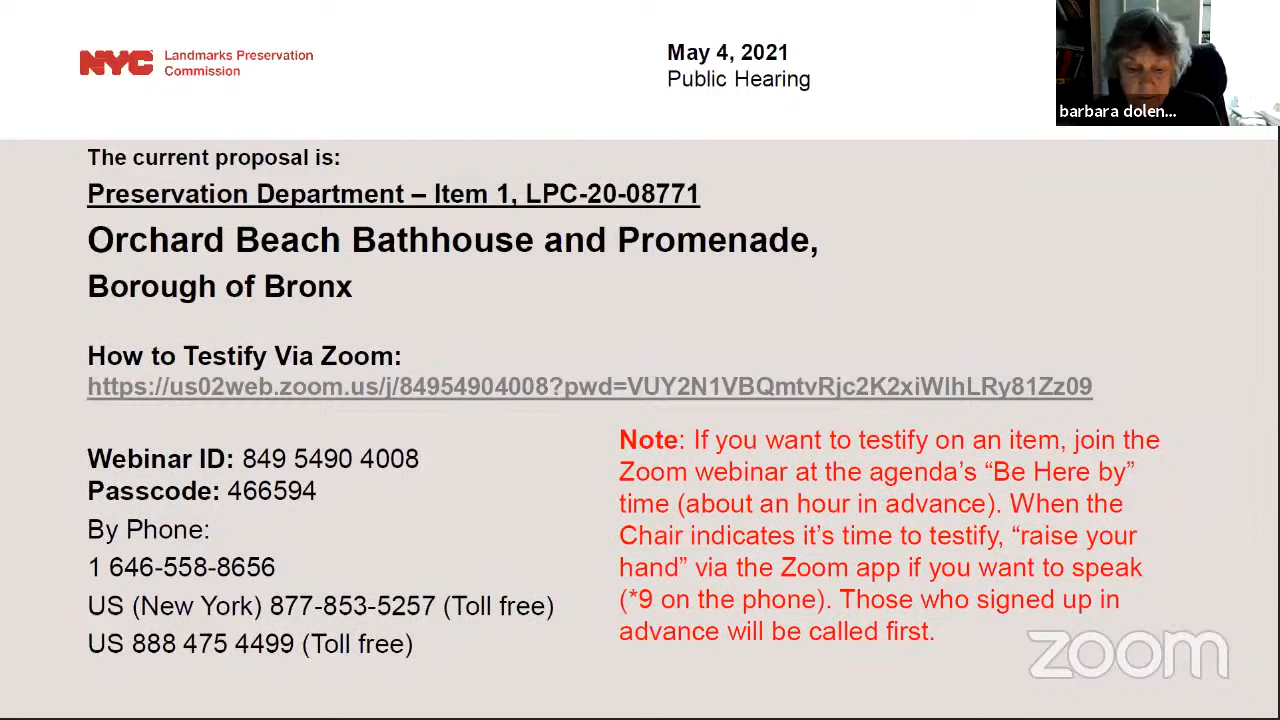 NYC Landmarks Preservation
Commission
May 4, 2021
Public Hearing
barbara dolen...
The current proposal is:
Preservation Department – Item 1, LPC-20-08771
Orchard Beach Bathhouse and Promenade,
Borough of Bronx
How to Testify Via Zoom:
https://us02web.zoom.us/j/84954904008?pwd=VUY2N1VBQmtvRjc2K2xiWlhLRy81Zz09
Webinar ID: 849 5490 4008
Passcode: 466594
By Phone:
1 646-558-8656
US (New York) 877-853-5257 (Toll free)
US 888 475 4499 (Toll free)
Note: If you want to testify on an item, join the
Zoom webinar at the agenda’s “Be Here by”
time (about an hour in advance). When the
Chair indicates it’s time to testify, “raise your
hand” via the Zoom app if you want to speak
(*9 on the phone). Those who signed up in
advance will be called first.
zoom